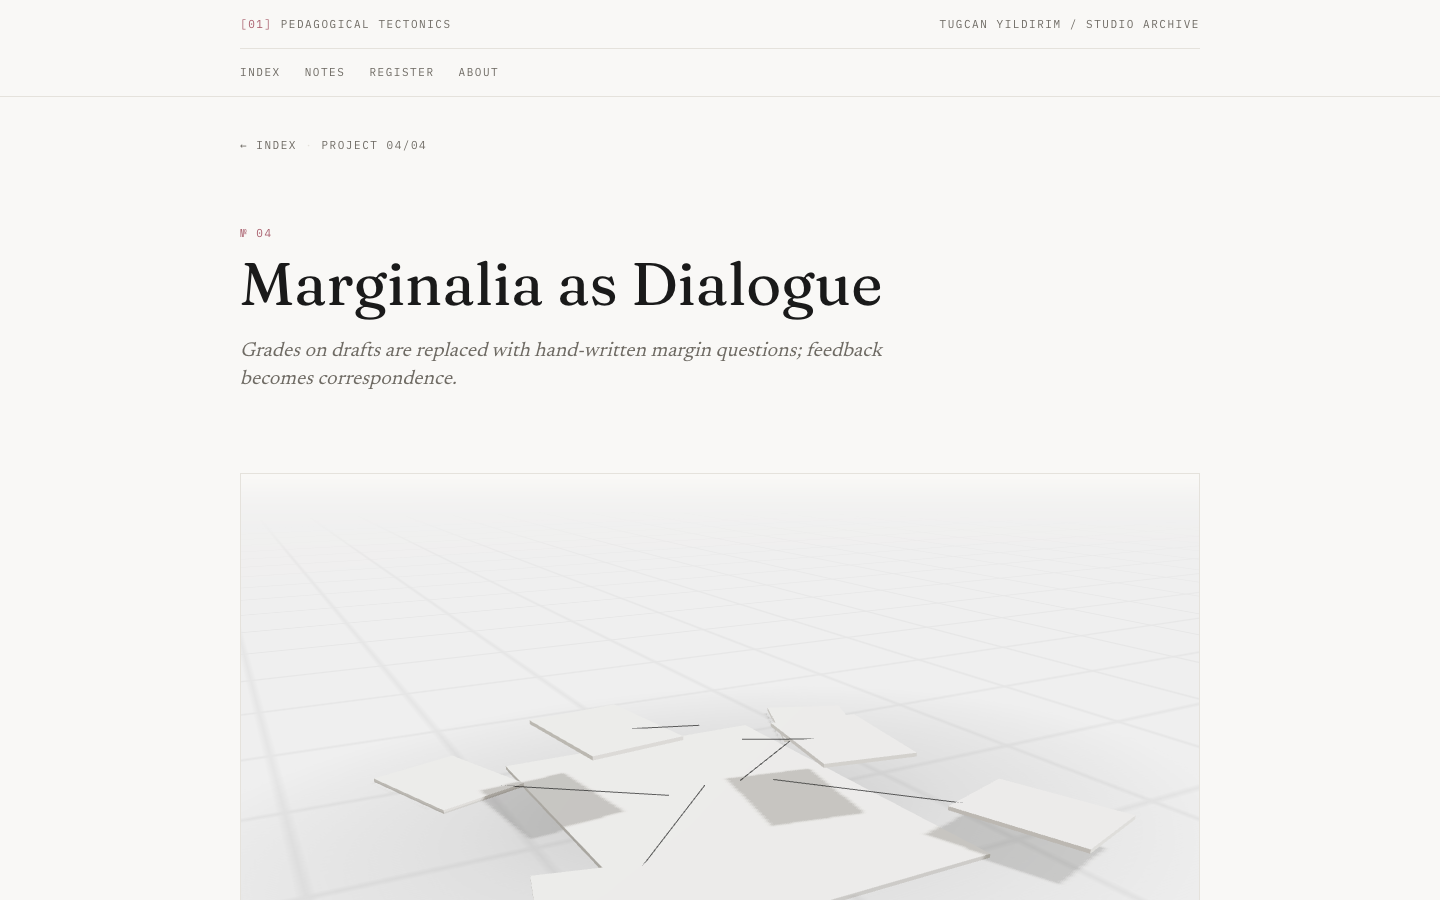 [01] PEDAGOGICAL TECTONICS
TUGCAN YILDIRIM / STUDIO ARCHIVE
INDEX NOTES REGISTER ABOUT
← INDEX · PROJECT 04/04
№ 04
Marginalia as Dialogue
Grades on drafts are replaced with hand-written margin questions; feedback
becomes correspondence.